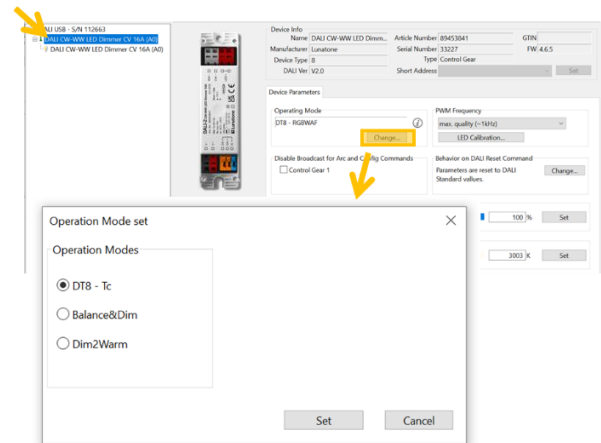 DALI USB - S/N 112663
DALI CW-WW LED Dimmer CV 16A (A0)
DALI CW-WW LED Dimmer CV 16A (A0)
Device Info
Name DALI CW-WW LED Dimm... Article Number 89453841 GTIN
Manufacturer Lunatone Serial Number 33227 FW 4.6.5
Device Type 8 Type Control Gear
DALI Ver V2.0 Short Address Set
Device Parameters
Operating Mode
DT8 - RGBWAF
Change...
PWM Frequency
max. quality (~1kHz)
LED Calibration...
Disable Broadcast for Arc and Config Commands
Control Gear 1
Behavior on DALI Reset Command
Parameters are reset to DALI
Standard vallues.
Change...
100 % Set
3003 K Set
Operation Mode set
Operation Modes
DT8 - Tc
Balance&Dim
Dim2Warm
Set Cancel